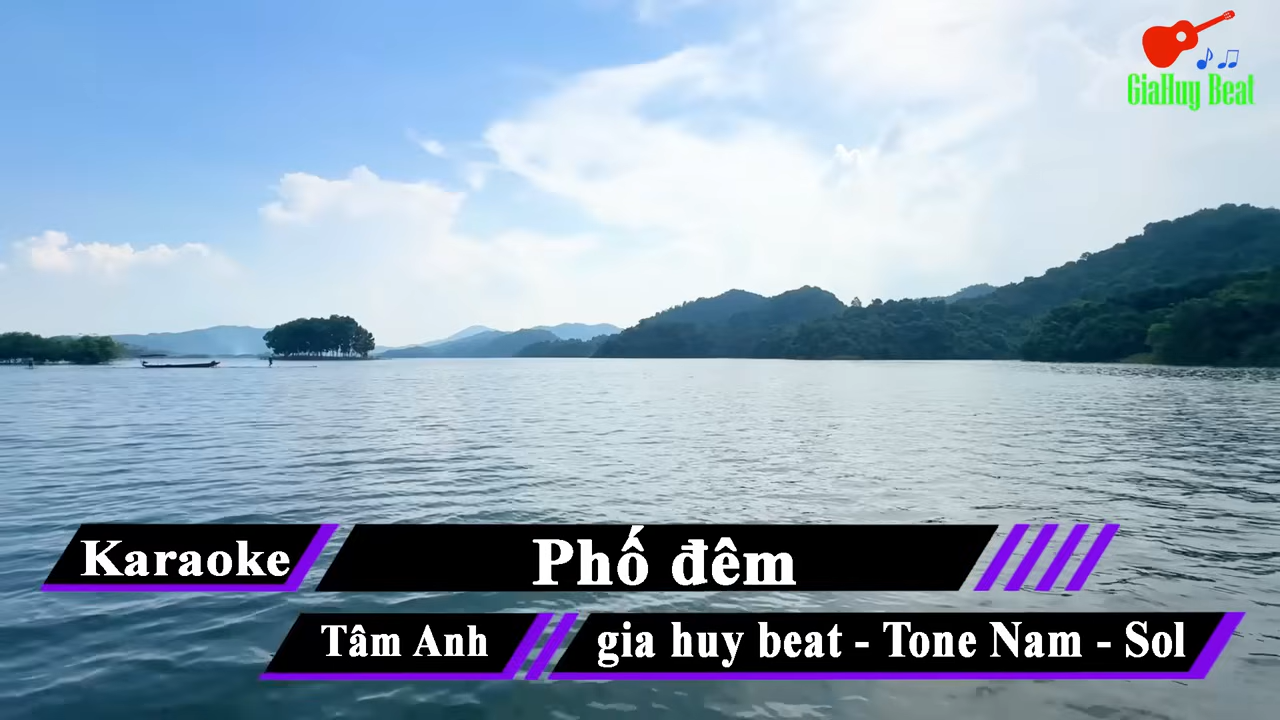 GiaHuy Beat
Karaoke
Phố đêm
Tâm Anh
gia huy beat - Tone Nam - Sol